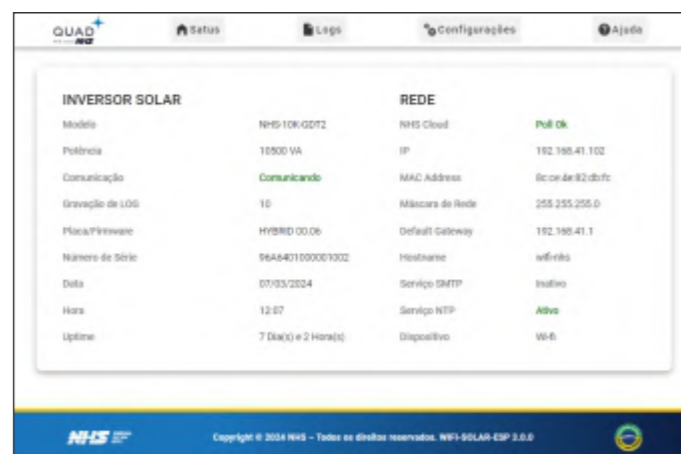 QUAD
NHS
Satus
Logs
Configurações
Ajuda
INVERSOR SOLAR
Modelo NHS-10K-GDT2
Potência 10500 VA
Comunicação Comunicando
Gravação de LOG 10
Placa/Firmware HYBRID 00.06
Número de Série 96A6401000001002
Data 07/03/2024
Hora 12:07
Uptime 7 Dia(s) e 2 Hora(s)
REDE
NHS Cloud Poll Ok
IP 192.168.41.102
MAC Address
Máscara de Rede 255.255.255.0
Default Gateway 192.168.41.1
Hostname wifi-nhs
Serviço SMTP Inativo
Serviço NTP Ativo
Dispositivo Wi-fi
NHS
Copyright © 2024 NHS – Todos os direitos reservados. WIFI-SOLAR-ESP 3.0.0